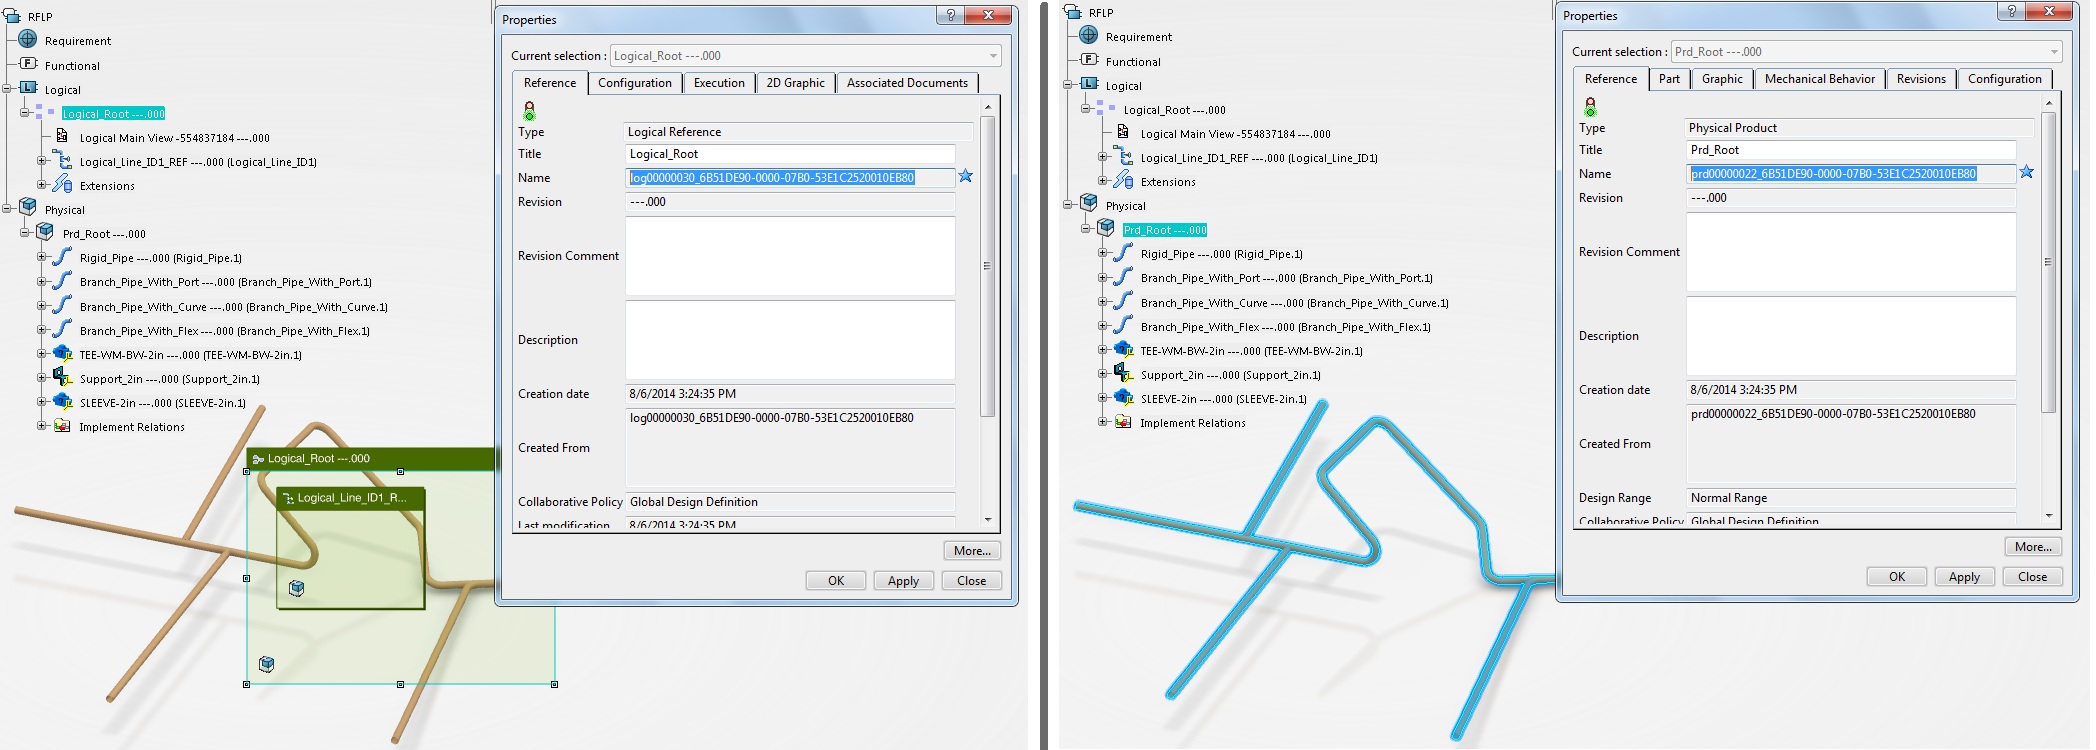 RFLP
Requirement
Functional
Logical
Logical_Root ---.000
Logical Main View -554837184 ---.000
Logical_Line_ID1_REF ---.000 (Logical_Line_ID1)
Extensions
Physical
Prd_Root ---.000
Rigid_Pipe ---.000 (Rigid_Pipe.1)
Branch_Pipe_With_Port ---.000 (Branch_Pipe_With_Port.1)
Branch_Pipe_With_Curve ---.000 (Branch_Pipe_With_Curve.1)
Branch_Pipe_With_Flex ---.000 (Branch_Pipe_With_Flex.1)
TEE-WM-BW-2in ---.000 (TEE-WM-BW-2in.1)
Support_2in ---.000 (Support_2in.1)
SLEEVE-2in ---.000 (SLEEVE-2in.1)
Implement Relations
Logical_Root ---.000
Logical_Line_ID1_R...
Properties
Current selection : Logical_Root ---.000
Reference Configuration Execution 2D Graphic Associated Documents
Type Logical Reference
Title Logical_Root
Name log00000030_6B51DE90-0000-07B0-53E1C2520010EB80
Revision ---.000
Revision Comment
Description
Creation date 8/6/2014 3:24:35 PM
log00000030_6B51DE90-0000-07B0-53E1C2520010EB80
Created From
Collaborative Policy Global Design Definition
Last modification 8/6/2014 3:24:35 PM
More...
OK Apply Close
RFLP
Requirement
Functional
Logical
Logical_Root ---.000
Logical Main View -554837184 ---.000
Logical_Line_ID1_REF ---.000 (Logical_Line_ID1)
Extensions
Physical
Prd_Root ---.000
Rigid_Pipe ---.000 (Rigid_Pipe.1)
Branch_Pipe_With_Port ---.000 (Branch_Pipe_With_Port.1)
Branch_Pipe_With_Curve ---.000 (Branch_Pipe_With_Curve.1)
Branch_Pipe_With_Flex ---.000 (Branch_Pipe_With_Flex.1)
TEE-WM-BW-2in ---.000 (TEE-WM-BW-2in.1)
Support_2in ---.000 (Support_2in.1)
SLEEVE-2in ---.000 (SLEEVE-2in.1)
Implement Relations
Properties
Current selection : Prd_Root ---.000
Reference Part Graphic Mechanical Behavior Revisions Configuration
Type Physical Product
Title Prd_Root
Name prd00000022_6B51DE90-0000-07B0-53E1C2520010EB80
Revision ---.000
Revision Comment
Description
Creation date 8/6/2014 3:24:35 PM
prd00000022_6B51DE90-0000-07B0-53E1C2520010EB80
Created From
Design Range Normal Range
Collaborative Policy Global Design Definition
More...
OK Apply Close